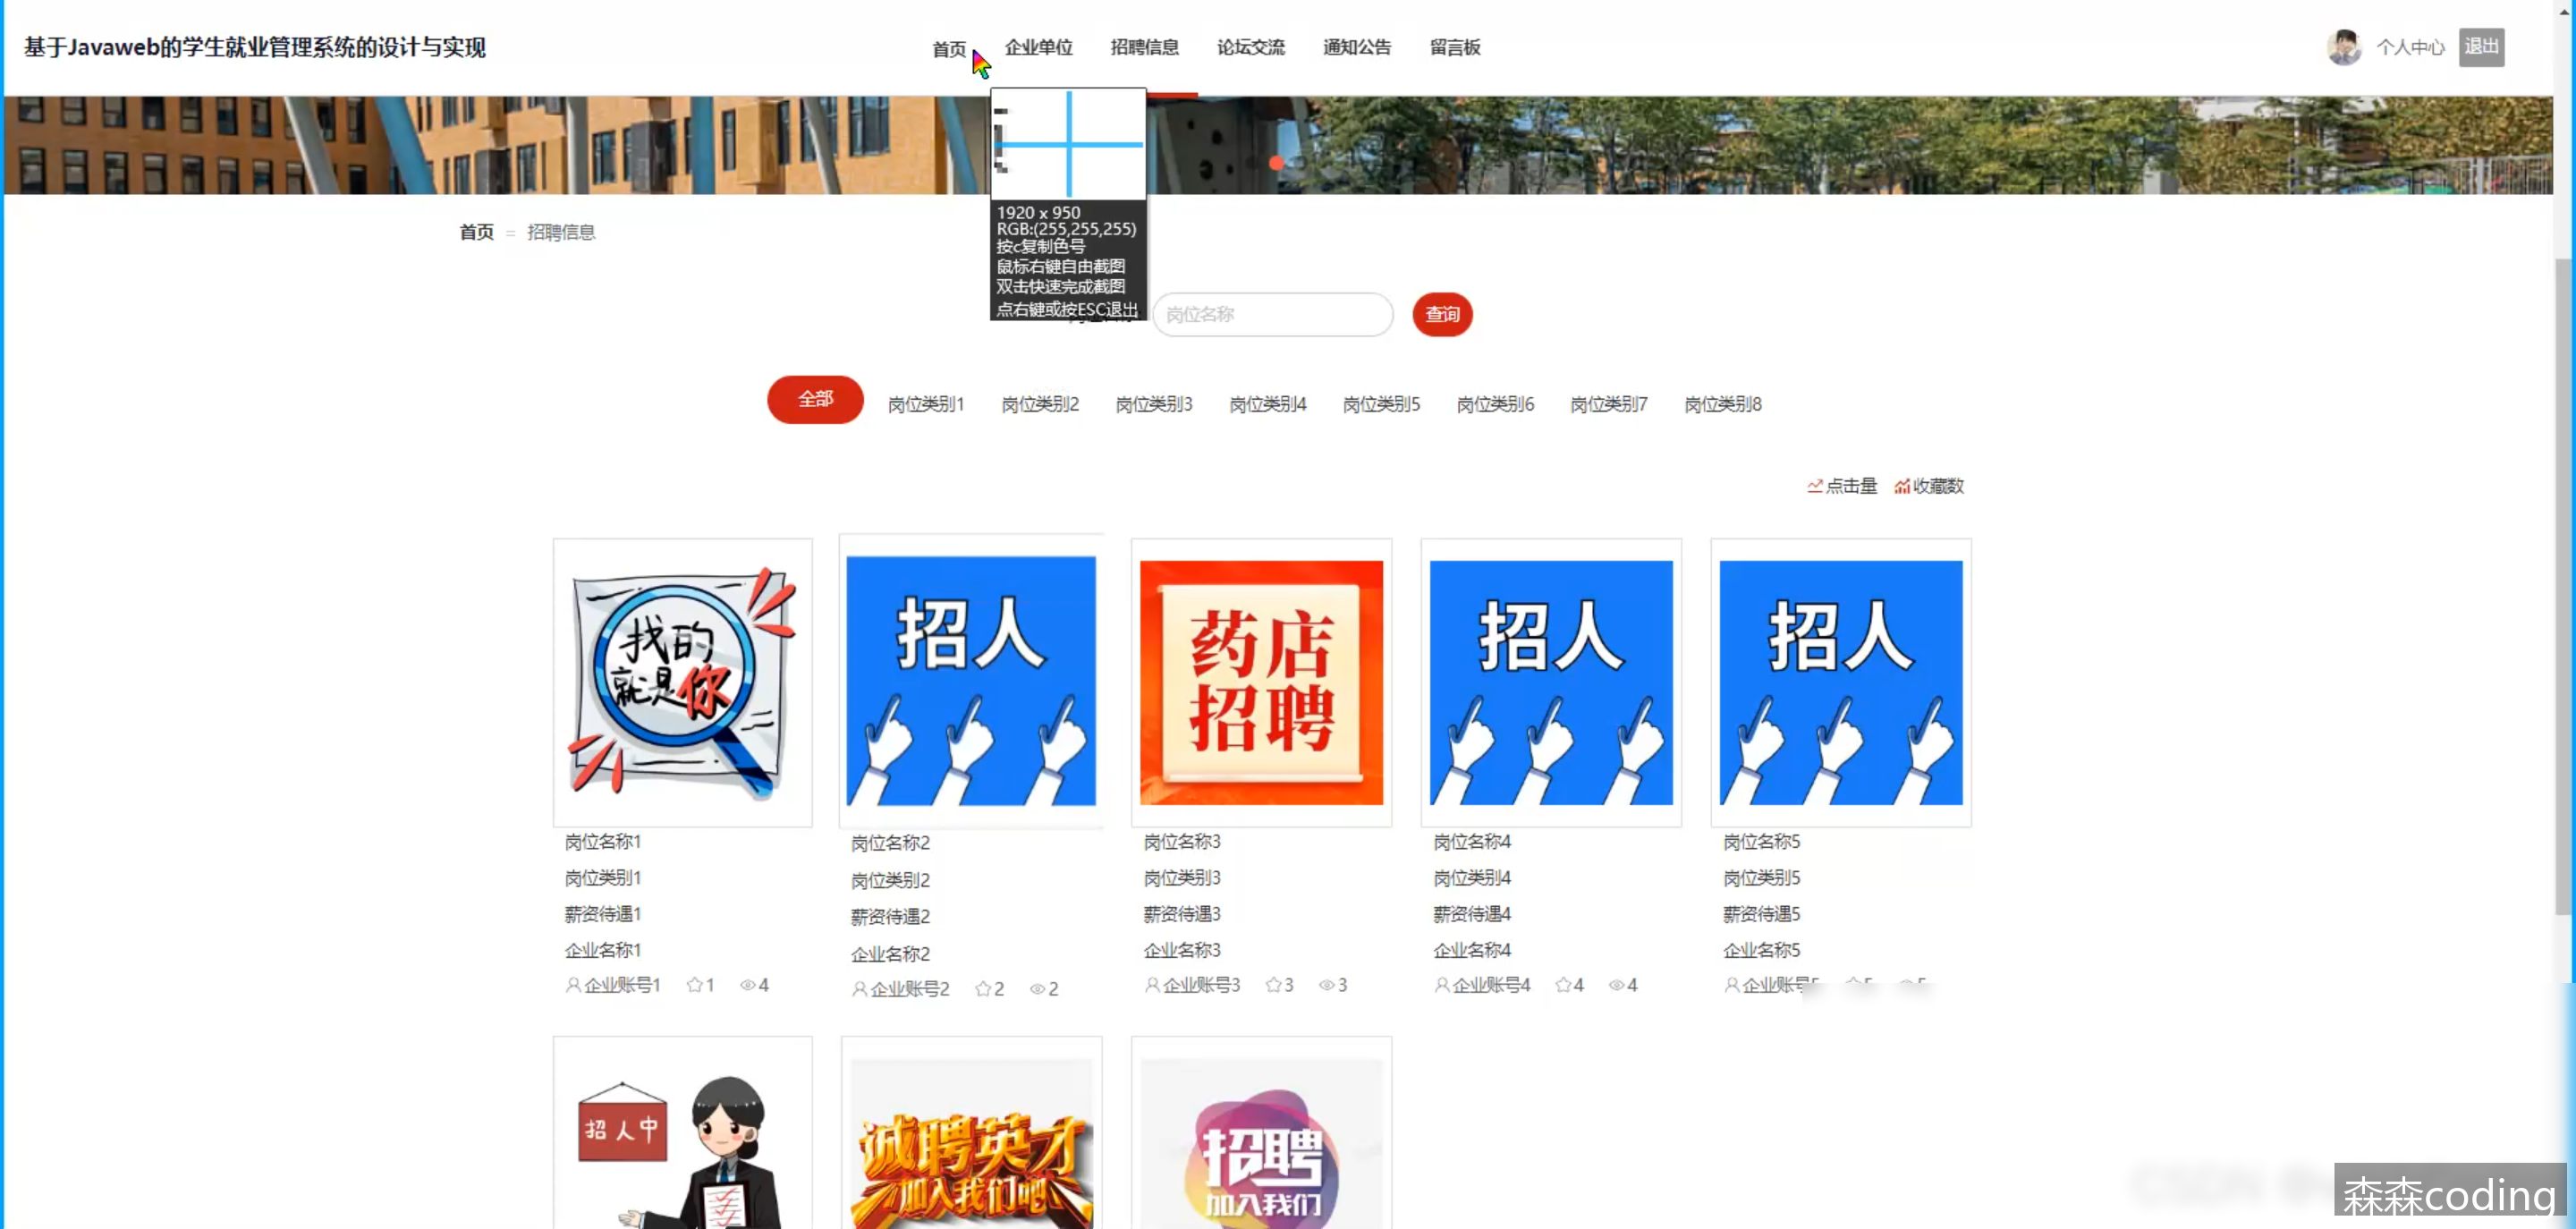 基于Javaweb的学生就业管理系统的设计与实现
首页 企业单位 招聘信息 论坛交流 通知公告 留言板
个人中心 退出
1920 x 950
RGB:(255,255,255)
按c复制色号
鼠标右键自由截图
双击快速完成截图
点右键或按ESC退出
首页 = 招聘信息
岗位名称 查询
全部 岗位类别1 岗位类别2 岗位类别3 岗位类别4 岗位类别5 岗位类别6 岗位类别7 岗位类别8
点击量 收藏数
找的
就是你
招人
药店
招聘
招人
招人
岗位名称1 岗位名称2 岗位名称3 岗位名称4 岗位名称5
岗位类别1 岗位类别2 岗位类别3 岗位类别4 岗位类别5
薪资待遇1 薪资待遇2 薪资待遇3 薪资待遇4 薪资待遇5
企业名称1 企业名称2 企业名称3 企业名称4 企业名称5
企业账号1 1 4 企业账号2 2 2 企业账号3 3 3 企业账号4 4 4 企业账号5
招人中
诚聘英才
加入我们吧
招聘
加入我们
森森coding